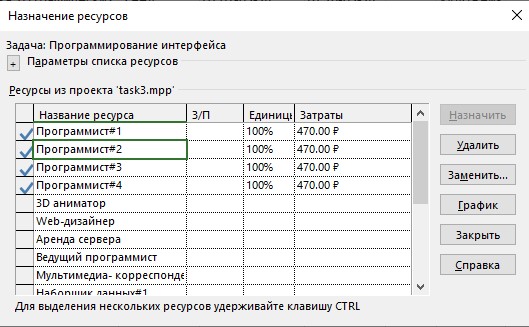 Назначение ресурсов
Задача: Программирование интерфейса
+ Параметры списка ресурсов
Ресурсы из проекта 'task3.mpp'
Название ресурса З/П Единицы Затраты
Программист#1 100% 470.00 ₽
Программист#2 100% 470.00 ₽
Программист#3 100% 470.00 ₽
Программист#4 100% 470.00 ₽
3D аниматор
Web-дизайнер
Аренда сервера
Ведущий программист
Мультимедиа- корреспонде
Наборщик данных#1
Назначить
Удалить
Заменить...
График
Закрыть
Справка
Для выделения нескольких ресурсов удерживайте клавишу CTRL